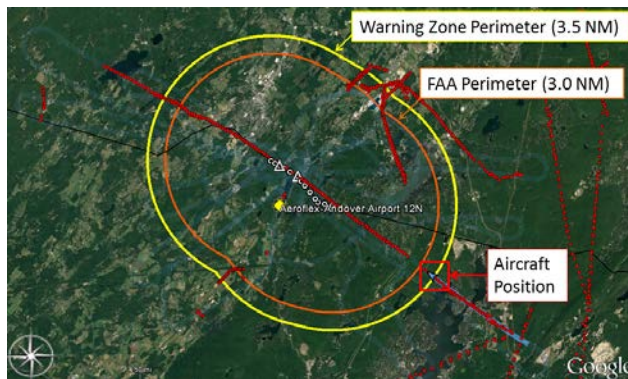 Warning Zone Perimeter (3.5 NM)
FAA Perimeter (3.0 NM)
Aeroflex-Andover Airport 12N
Aircraft
Position
Google